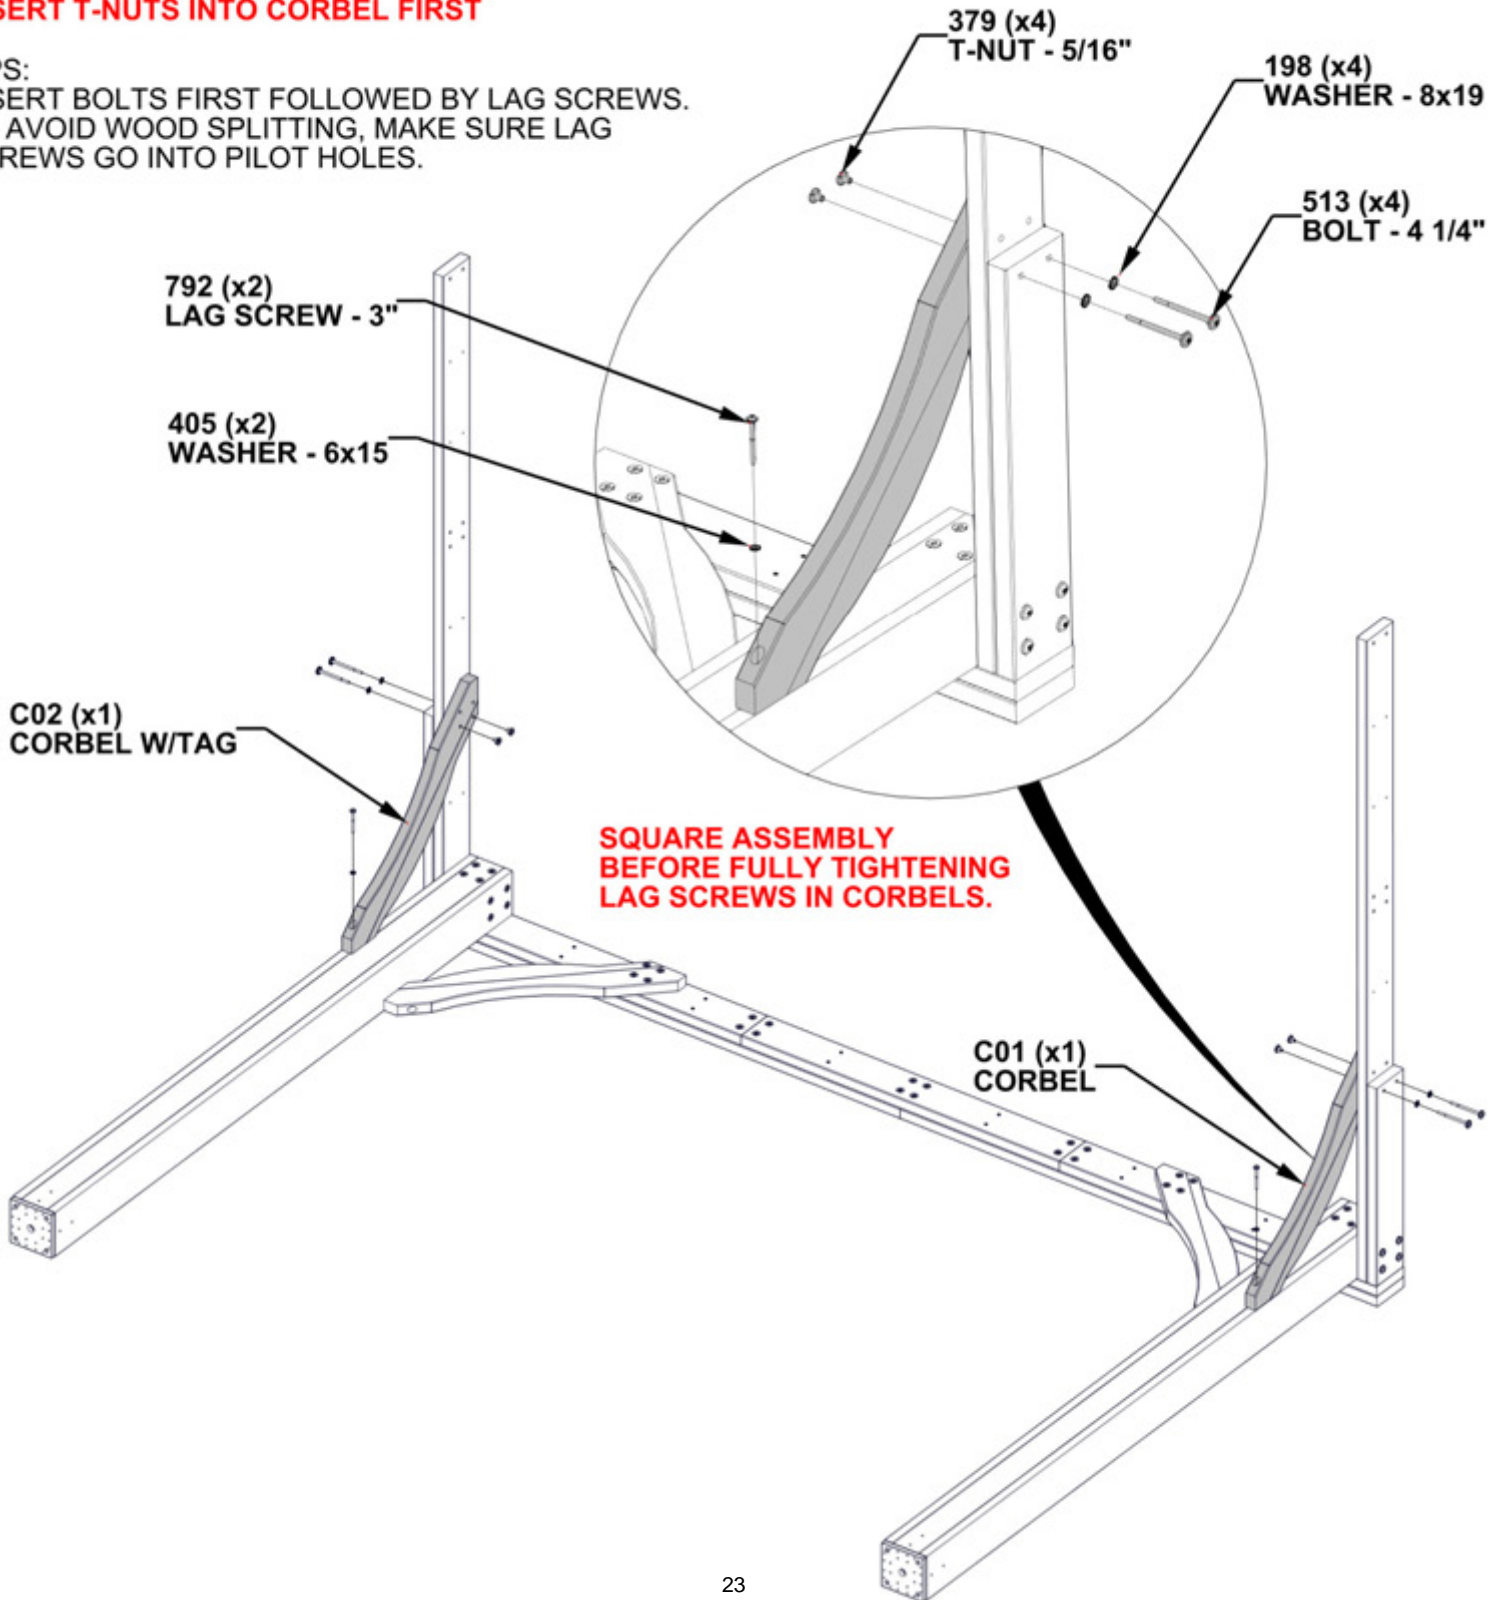 SERT T-NUTS INTO CORBEL FIRST
PS:
SERT BOLTS FIRST FOLLOWED BY LAG SCREWS.
AVOID WOOD SPLITTING, MAKE SURE LAG
REWS GO INTO PILOT HOLES.
379 (x4)
T-NUT - 5/16"
198 (x4)
WASHER - 8x19
513 (x4)
BOLT - 4 1/4"
792 (x2)
LAG SCREW - 3"
405 (x2)
WASHER - 6x15
C02 (x1)
CORBEL W/TAG
SQUARE ASSEMBLY
BEFORE FULLY TIGHTENING
LAG SCREWS IN CORBELS.
C01 (x1)
CORBEL
23